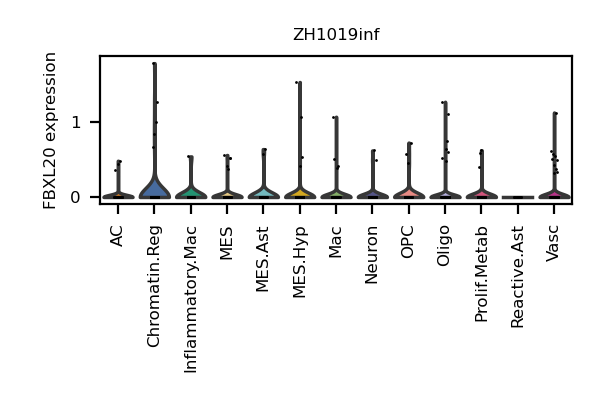 ZH1019inf
FBXL20 expression
1
0
AC
Chromatin.Reg
Inflammatory.Mac
MES
MES.Ast
MES.Hyp
Mac
Neuron
OPC
Oligo
Prolif.Metab
Reactive.Ast
Vasc